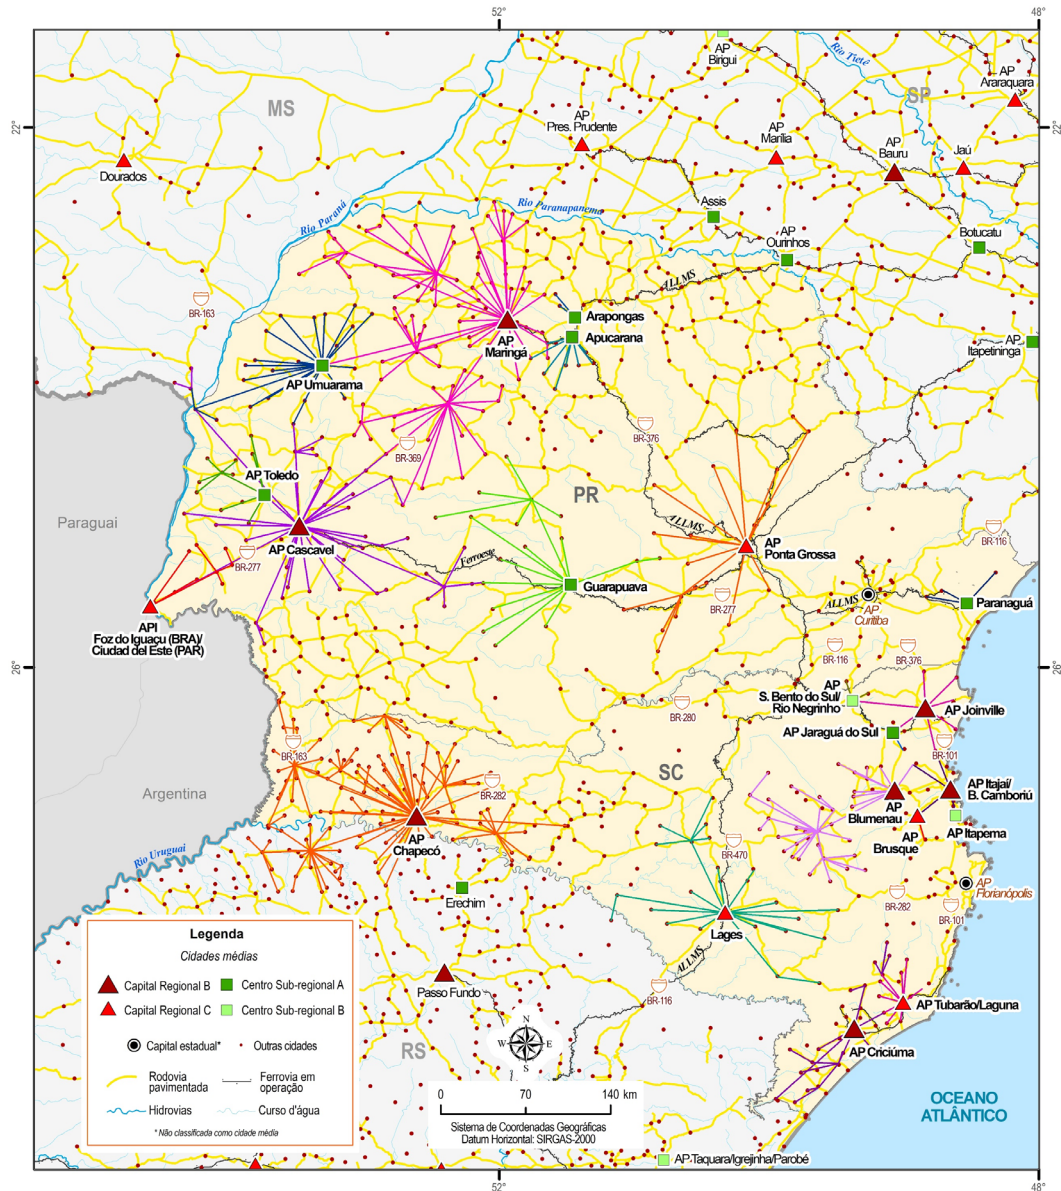 52°
48°
AP
Birigui
Rio Tietê
AP
Araraquara
SP
MS
22°
22°
AP
Pres. Prudente
AP
Marília
AP
Bauru
Jaú
Dourados
Rio Paraná
Rio Paranapanema
Assis
AP
Ourinhos
Botucatu
ALLMS
BR-163
Arapongas
Apucarana
AP
Maringá
AP
Itapetininga
AP Umuarama
BR-369
BR-376
AP Toledo
PR
Paraguai
AP Cascavel
ALLMS
AP
Ponta Grossa
BR-116
BR-277
Ferroeste
Guarapuava
BR-277
ALLMS
AP
Curitiba
Paranaguá
API
Foz do Iguaçu (BRA)/
Ciudad del Este (PAR)
BR-116
BR-376
26°
26°
AP
S. Bento do Sul/
Rio Negrinho
BR-280
AP Joinville
AP Jaraguá do Sul
BR-163
BR-101
SC
Argentina
BR-282
AP Itajaí/
B. Camboriú
AP
Blumenau
AP Itapema
AP
Brusque
AP
Chapecó
BR-470
Rio Uruguai
AP
Florianópolis
Erechim
BR-282
BR-101
Lages
ALLMS
Passo Fundo
BR-116
AP Tubarão/Laguna
AP Criciúma
RS
Legenda
Cidades médias
Capital Regional B
Centro Sub-regional A
Capital Regional C
Centro Sub-regional B
Capital estadual*
Outras cidades
Rodovia
pavimentada
Ferrovia em
operação
Hidrovias
Curso d'água
* Não classificada como cidade média
N
W
E
S
0
70
140 km
Sistema de Coordenadas Geográficas
Datum Horizontal: SIRGAS-2000
OCEANO
ATLÂNTICO
AP Taquara/Igrejinha/Parobé
52°
48°